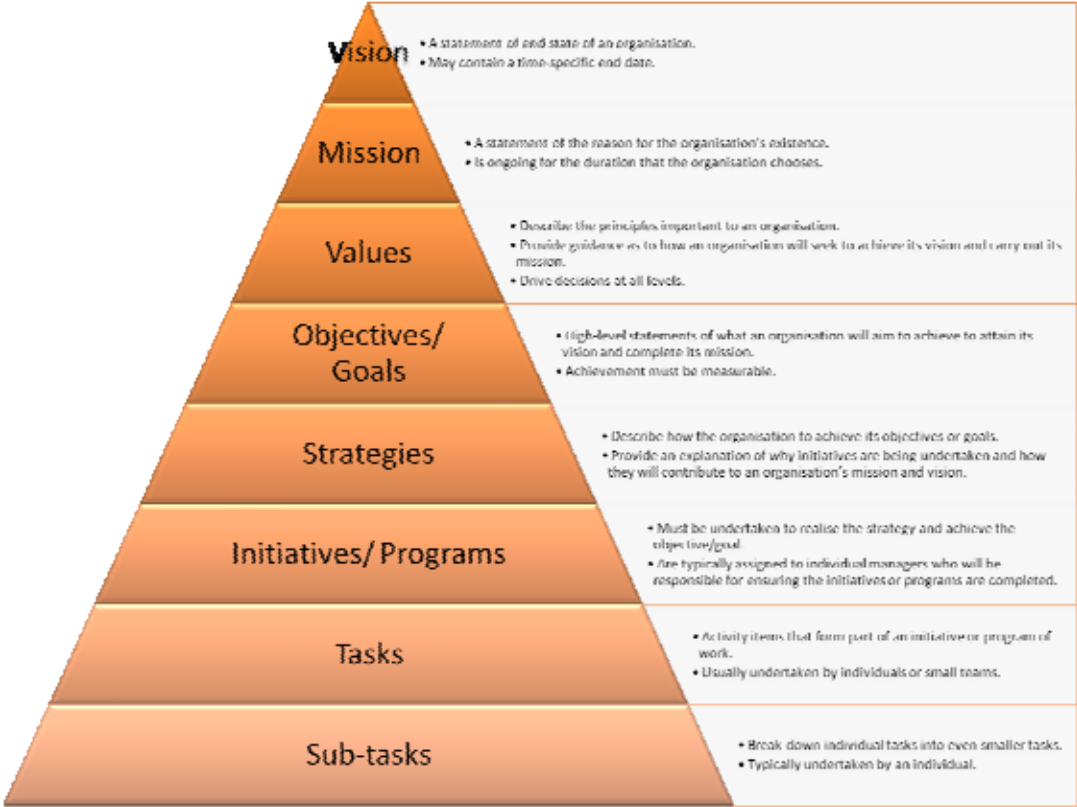 Vision
• A statement of end state of an organisation.
• May contain a time-specific end date.
Mission
• A statement of the reason for the organisation's existence.
• Is ongoing for the duration that the organisation chooses.
Values
• Describe the principles important to an organisation.
• Provide guidance as to how an organisation will seek to achieve its vision and carry out its
mission.
• Drive decisions at all levels.
Objectives/
Goals
• High-level statements of what an organisation will aim to achieve to attain its
vision and complete its mission.
• Achievement must be measurable.
Strategies
• Describe how the organisation to achieve its objectives or goals.
• Provide an explanation of why initiatives are being undertaken and how
they will contribute to an organisation's mission and vision.
Initiatives/ Programs
• Must be undertaken to realise the strategy and achieve the
objective/goal.
• Are typically assigned to individual managers who will be
responsible for ensuring the initiatives or programs are completed.
Tasks
• Activity items that form part of an initiative or program of
work.
• Usually undertaken by individuals or small teams.
Sub-tasks
• Break down individual tasks into even smaller tasks.
• Typically undertaken by an individual.